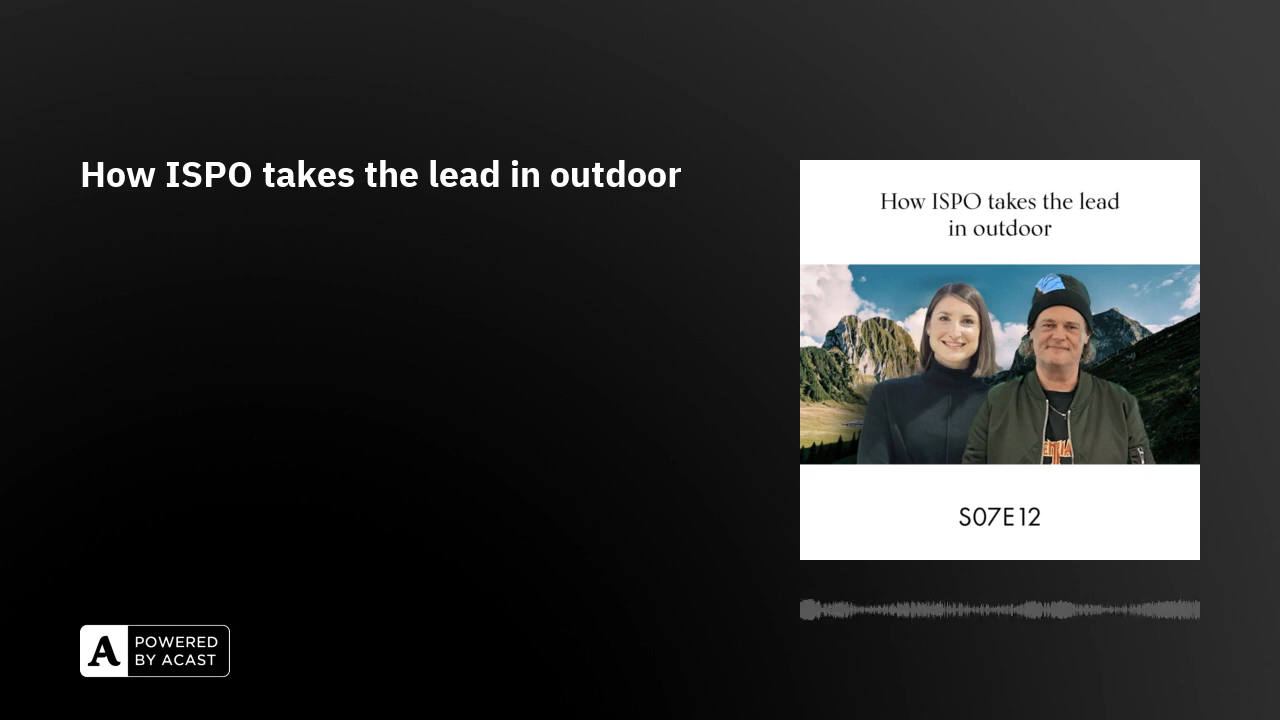 How ISPO takes the lead in outdoor
How ISPO takes the lead
in outdoor
S07E12
A
POWERED
BY ACAST